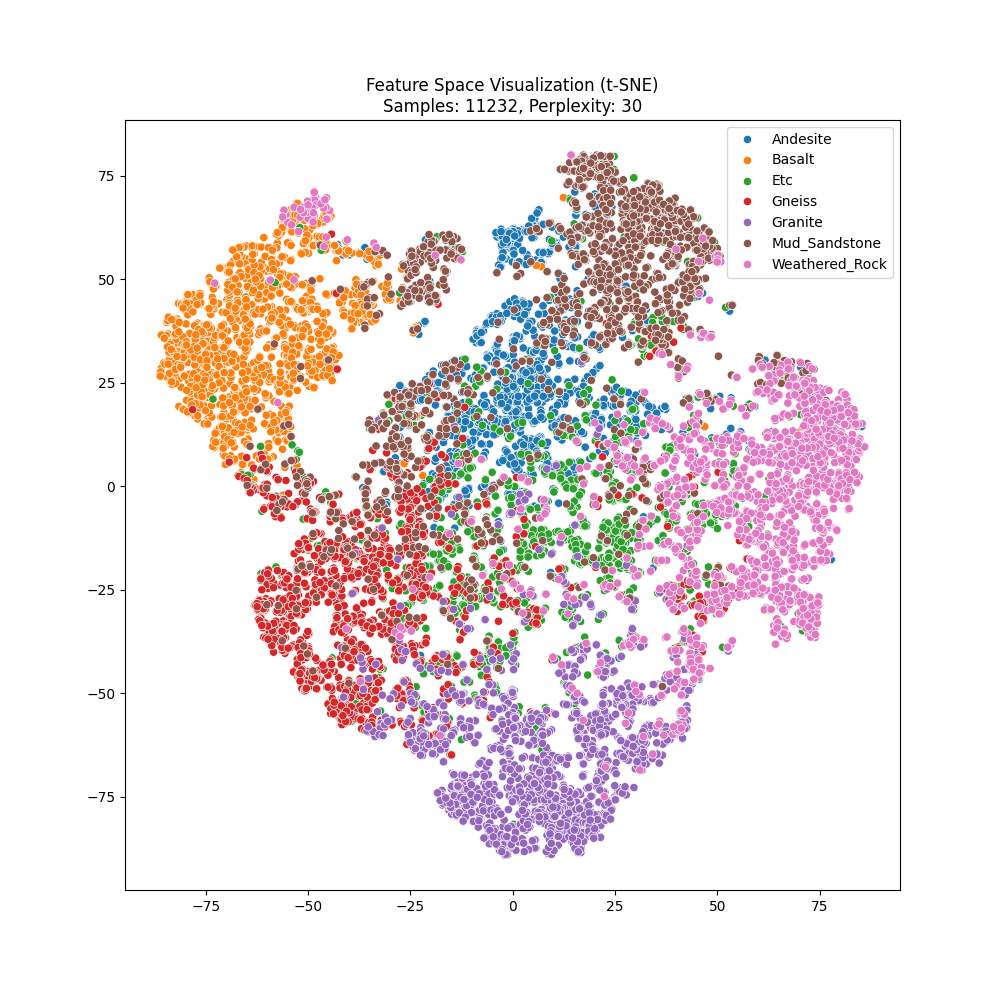 Feature Space Visualization (t-SNE)
Samples: 11232, Perplexity: 30
Andesite
Basalt
Etc
Gneiss
Granite
Mud_Sandstone
Weathered_Rock
75
50
25
0
−25
−50
−75
−75 −50 −25 0 25 50 75